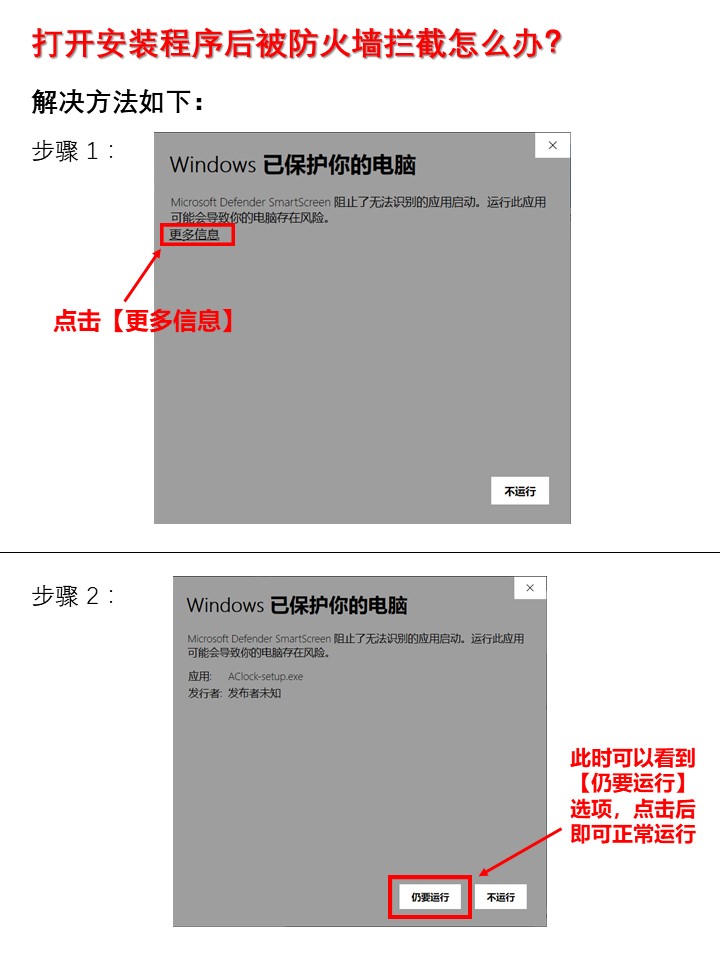 打开安装程序后被防火墙拦截怎么办？
解决方法如下：
步骤 1：
Windows 已保护你的电脑
Microsoft Defender SmartScreen 阻止了无法识别的应用启动。运行此应用
可能会导致你的电脑存在风险。
更多信息
点击【更多信息】
不运行
步骤 2：
Windows 已保护你的电脑
Microsoft Defender SmartScreen 阻止了无法识别的应用启动。运行此应用
可能会导致你的电脑存在风险。
应用: AClock-setup.exe
发行者: 发布者未知
此时可以看到
【仍要运行】
选项，点击后
即可正常运行
仍要运行
不运行